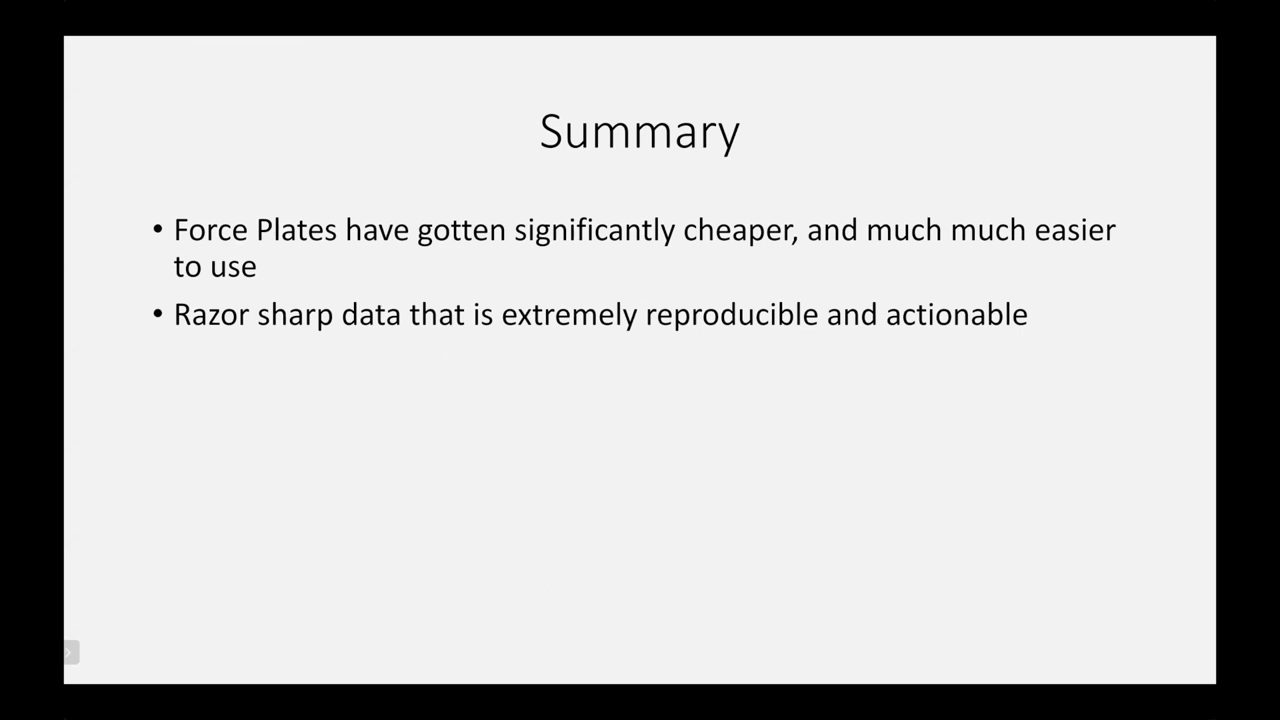 Summary
• Force Plates have gotten significantly cheaper, and much much easier
to use
• Razor sharp data that is extremely reproducible and actionable